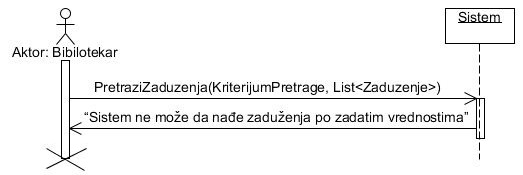 Sistem
Aktor: Bibilotekar
PretraziZaduzenja(KriterijumPretrage, List<Zaduzenje>)
“Sistem ne može da nađe zaduženja po zadatim vrednostima”